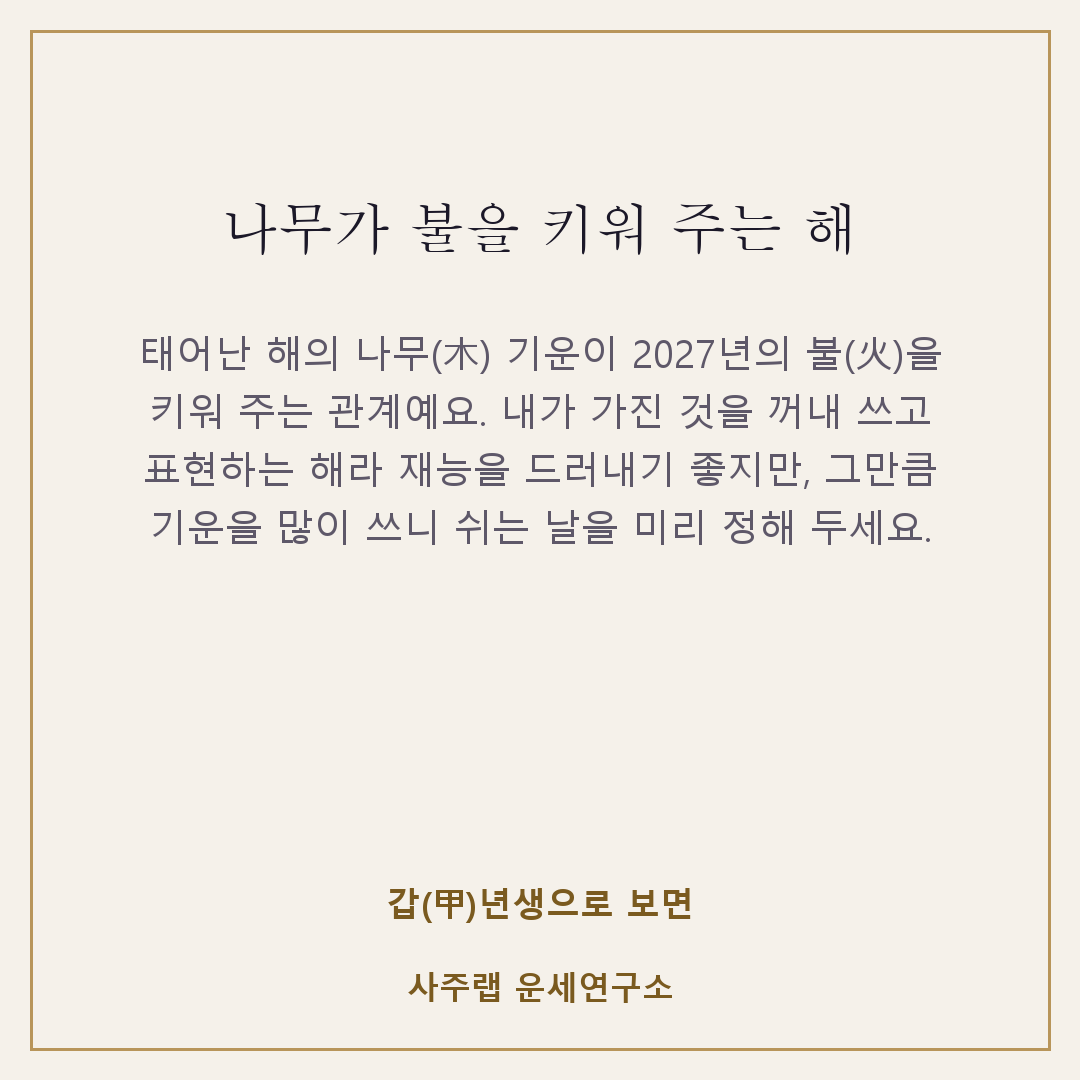 나무가 불을 키워 주는 해
태어난 해의 나무(木) 기운이 2027년의 불(火)을
키워 주는 관계예요. 내가 가진 것을 꺼내 쓰고
표현하는 해라 재능을 드러내기 좋지만, 그만큼
기운을 많이 쓰니 쉬는 날을 미리 정해 두세요.
갑(甲)년생으로 보면
사주랩 운세연구소